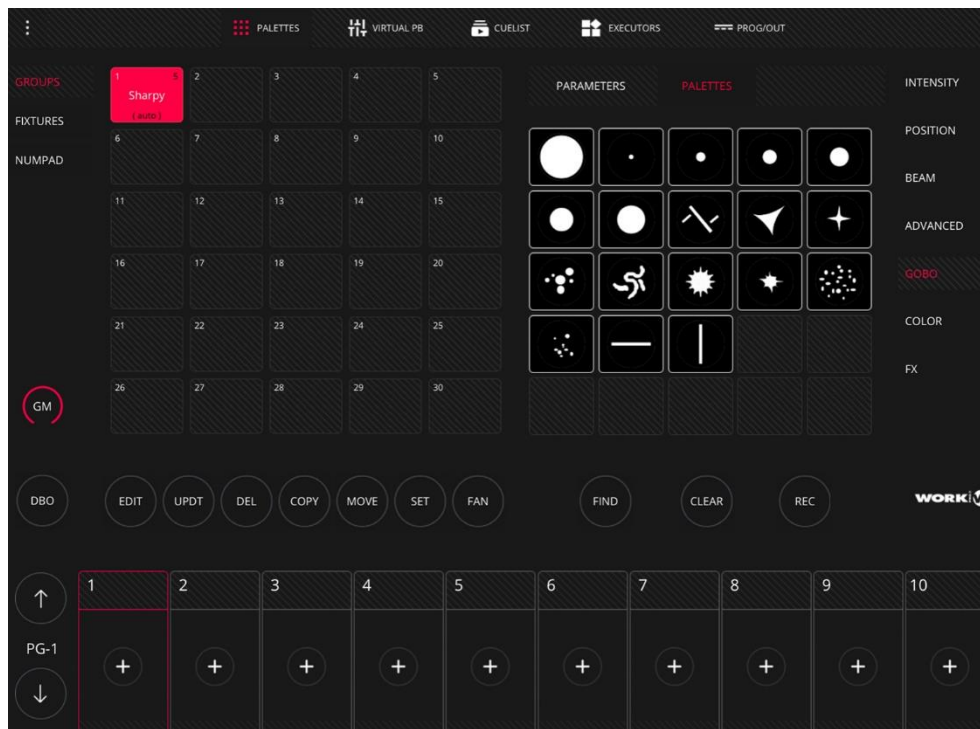 PALETTES VIRTUAL PB CUELIST EXECUTORS PROG/OUT
GROUPS
FIXTURES
NUMPAD
1 5 2 3 4 5
Sharpy
(auto)
6 7 8 9 10
11 12 13 14 15
16 17 18 19 20
21 22 23 24 25
26 27 28 29 30
GM
PARAMETERS PALETTES
INTENSITY
POSITION
BEAM
ADVANCED
GOBO
COLOR
FX
DBO EDIT UPDT DEL COPY MOVE SET FAN FIND CLEAR REC
WORK
1 2 3 4 5 6 7 8 9 10
PG-1
+ + + + + + + + + +